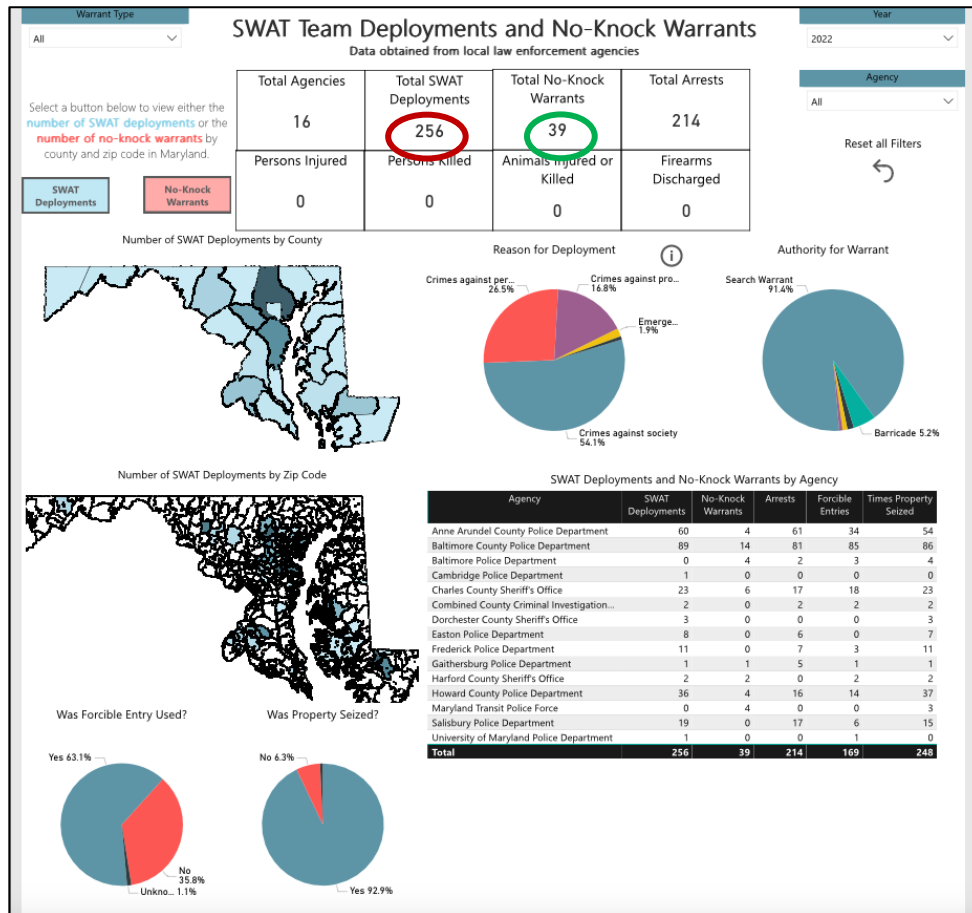 Warrant Type
All
SWAT Team Deployments and No-Knock Warrants
Data obtained from local law enforcement agencies
Year
2022
Agency
All
Reset all Filters
Select a button below to view either the
number of SWAT deployments or the
number of no-knock warrants by
county and zip code in Maryland.
SWAT
Deployments
No-Knock
Warrants
Total Agencies
16
Total SWAT
Deployments
256
Total No-Knock
Warrants
39
Total Arrests
214
Persons Injured
0
Persons Killed
0
Animals Injured or
Killed
0
Firearms
Discharged
0
Number of SWAT Deployments by County
Reason for Deployment
Crimes against per...
26.5%
Crimes against pro...
16.8%
Emerge...
1.9%
Crimes against society
54.1%
Authority for Warrant
Search Warrant
91.4%
Barricade 5.2%
Number of SWAT Deployments by Zip Code
SWAT Deployments and No-Knock Warrants by Agency
Agency SWAT Deployments No-Knock Warrants Arrests Forcible Entries Times Property Seized
Anne Arundel County Police Department 60 4 61 34 54
Baltimore County Police Department 89 14 81 85 86
Baltimore Police Department 0 4 2 3 4
Cambridge Police Department 1 0 0 0 0
Charles County Sheriff's Office 23 6 17 18 23
Combined County Criminal Investigation... 2 0 2 2 2
Dorchester County Sheriff's Office 3 0 0 0 3
Easton Police Department 8 0 6 0 7
Frederick Police Department 11 0 7 3 11
Gaithersburg Police Department 1 1 5 1 1
Harford County Sheriff's Office 2 2 0 2 2
Howard County Police Department 36 4 16 14 37
Maryland Transit Police Force 0 4 0 0 3
Salisbury Police Department 19 0 17 6 15
University of Maryland Police Department 1 0 0 1 0
Total 256 39 214 169 248
Was Forcible Entry Used?
Yes 63.1%
No
35.8%
Unkno... 1.1%
Was Property Seized?
No 6.3%
Yes 92.9%